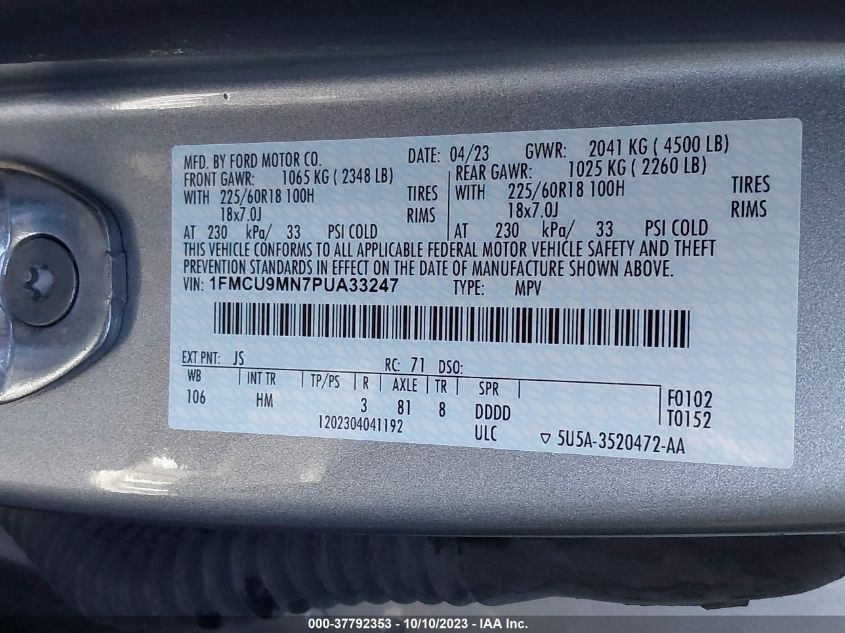 MFD. BY FORD MOTOR CO. DATE: 04/23 GVWR: 2041 KG ( 4500 LB)
FRONT GAWR: 1065 KG ( 2348 LB) REAR GAWR: 1025 KG ( 2260 LB)
WITH 225/60R18 100H TIRES WITH 225/60R18 100H TIRES
18x7.0J RIMS 18x7.0J RIMS
AT 230 kPa/ 33 PSI COLD AT 230 kPa/ 33 PSI COLD
THIS VEHICLE CONFORMS TO ALL APPLICABLE FEDERAL MOTOR VEHICLE SAFETY AND THEFT
PREVENTION STANDARDS IN EFFECT ON THE DATE OF MANUFACTURE SHOWN ABOVE.
VIN: 1FMCU9MN7PUA33247 TYPE: MPV
EXT PNT: JS RC: 71 DSO:
WB INT TR TP/PS R AXLE TR SPR F0102
106 HM 3 81 8 DDDD T0152
1202304041192 ULC ▽ 5U5A-3520472-AA
000-37792353 - 10/10/2023 - IAAI, Inc.